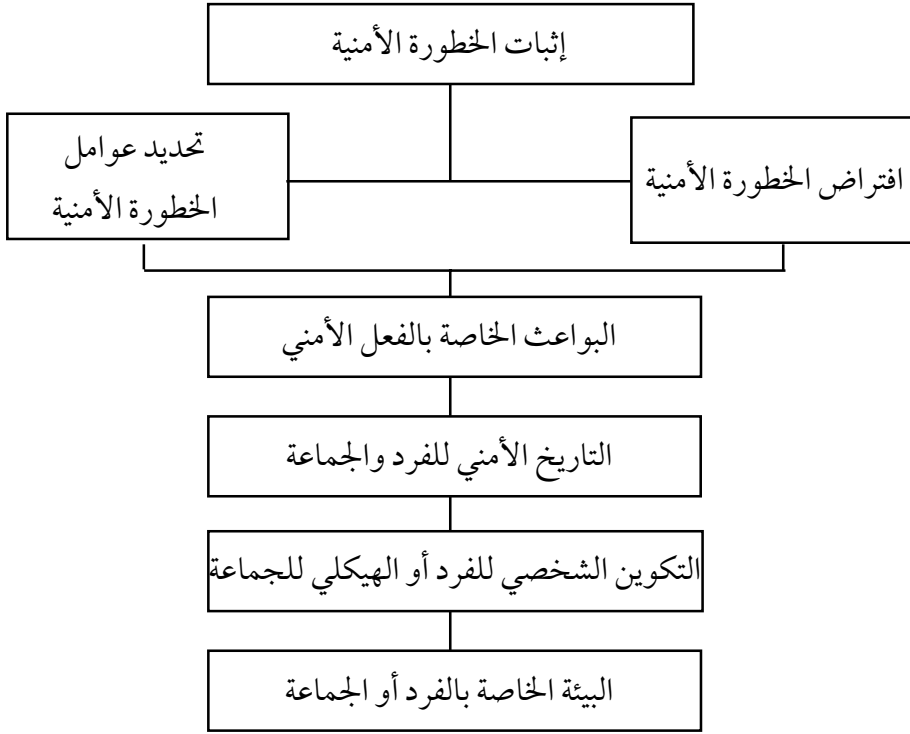 إثبات الخطورة الأمنية
افتراض الخطورة الأمنية
تحديد عوامل
الخطورة الأمنية
البواعث الخاصة بالفعل الأمني
التاريخ الأمني للفرد والجماعة
التكوين الشخصي للفرد أو الهيكلي للجماعة
البيئة الخاصة بالفرد أو الجماعة